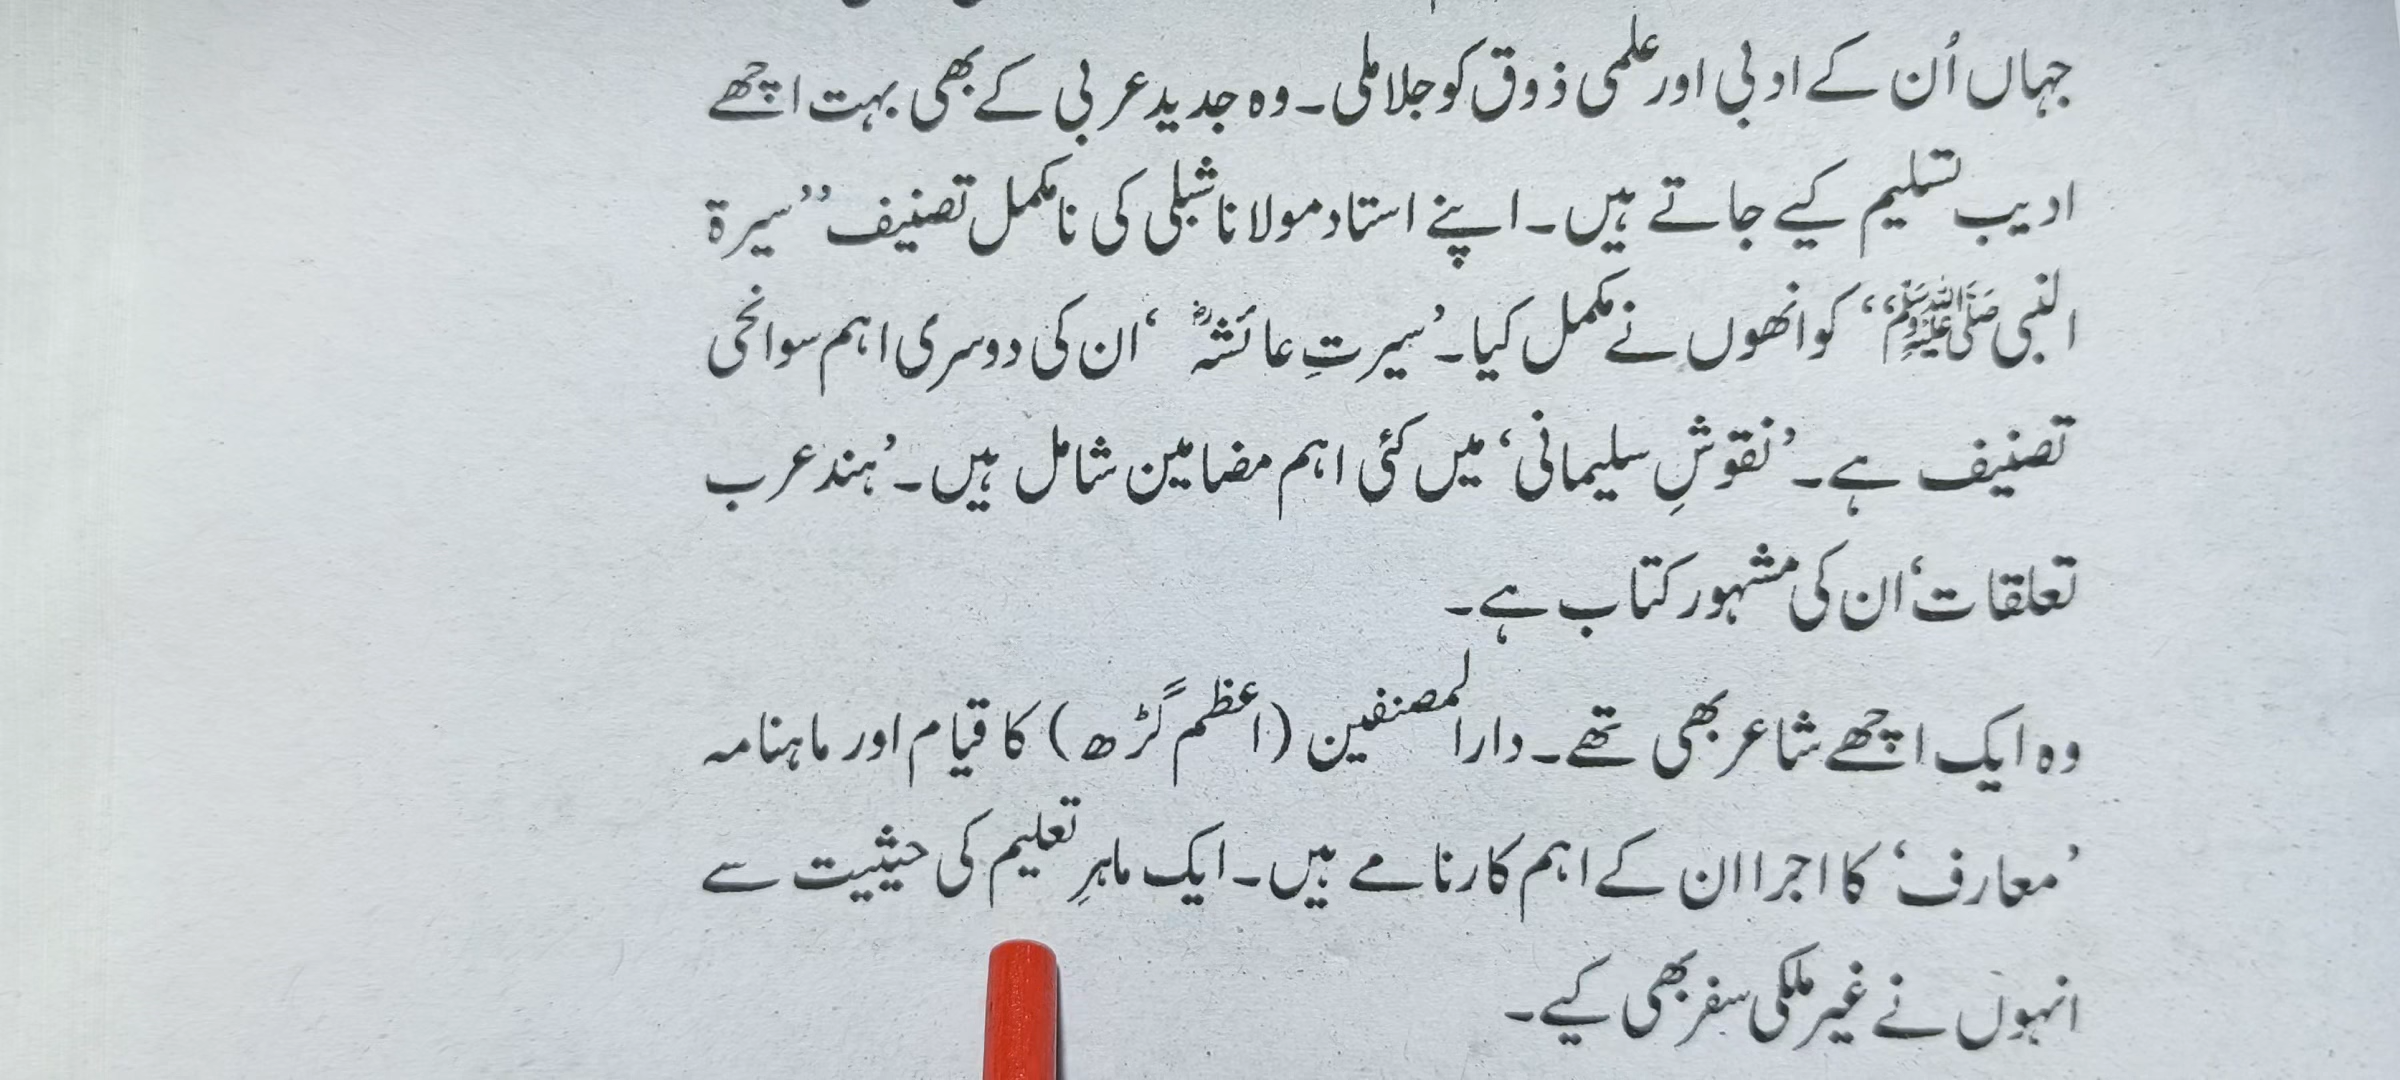 جہاں اُن کے ادبی اور علمی ذوق کو جلا ملی۔ وہ جدید عربی کے بھی بہت اچھے
ادیب تسلیم کیے جاتے ہیں۔ اپنے استاد مولانا شبلی کی نامکمل تصنیف ’’سیرۃ
النبی ﷺ‘‘ کو انھوں نے مکمل کیا۔ ’سیرتِ عائشہؓ ‘ ان کی دوسری اہم سوانحی
تصنیف ہے۔ ’نقوشِ سلیمانی‘ میں کئی اہم مضامین شامل ہیں۔ ’ہند عرب
تعلقات‘ ان کی مشہور کتاب ہے۔
وہ ایک اچھے شاعر بھی تھے۔ دارالمصنفین (اعظم گڑھ) کا قیام اور ماہنامہ
’معارف‘ کا اجرا ان کے اہم کارنامے ہیں۔ ایک ماہرِ تعلیم کی حیثیت سے
انہوں نے غیر ملکی سفر بھی کیے۔